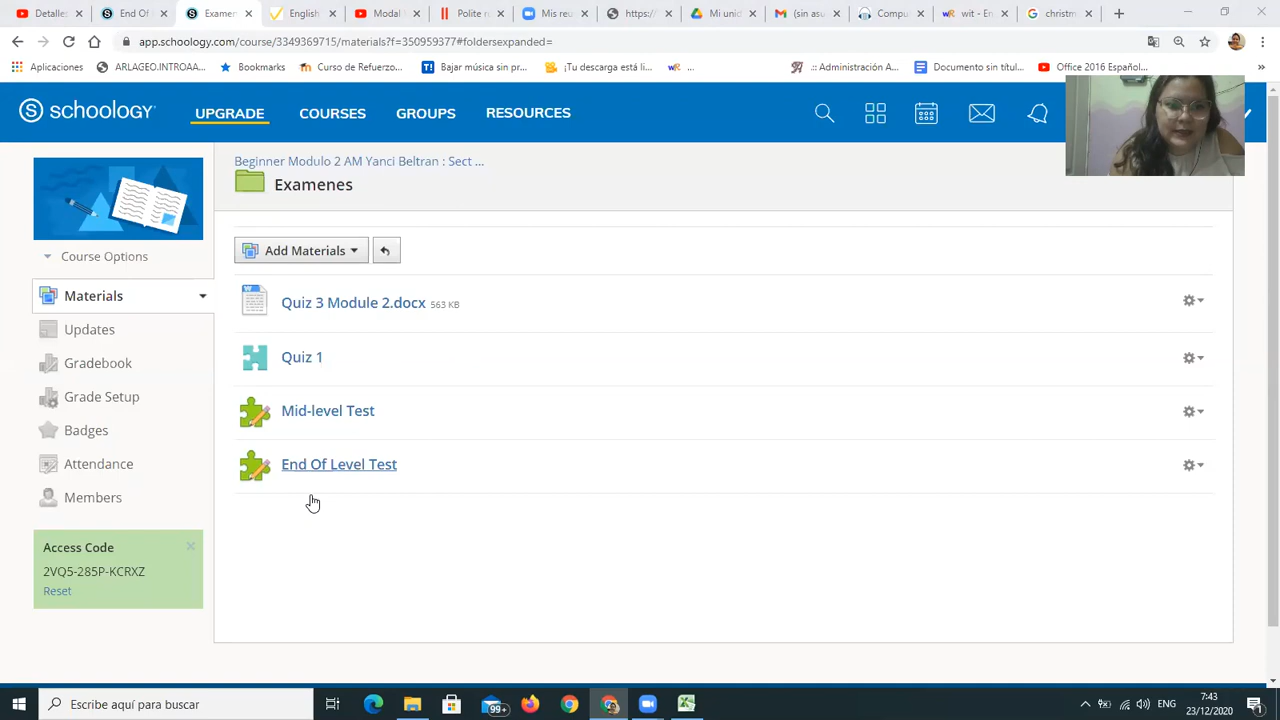 Detalles
End Of L
Examen
English
Modal
Polite r
Mis reu
https:/
Mi unid
(sin asu
Compu
wit - En
christm
app.schoology.com/course/3349369715/materials?f=350959377#foldersexpanded=
Aplicaciones
ARLAGEO.INTROAA...
Bookmarks
Curso de Refuerzo...
Bajar música sin pr...
¡Tu descarga está li...
.:: Administración A...
Documento sin títul...
Office 2016 Español...
schoology
UPGRADE
COURSES
GROUPS
RESOURCES
Beginner Modulo 2 AM Yanci Beltran : Sect ...
Examenes
Course Options
Add Materials
Materials
Quiz 3 Module 2.docx 563 KB
Updates
Quiz 1
Gradebook
Grade Setup
Mid-level Test
Badges
Attendance
End Of Level Test
Members
Access Code
2VQ5-285P-KCRXZ
Reset
Escribe aquí para buscar
99+
ENG
7:43
23/12/2020